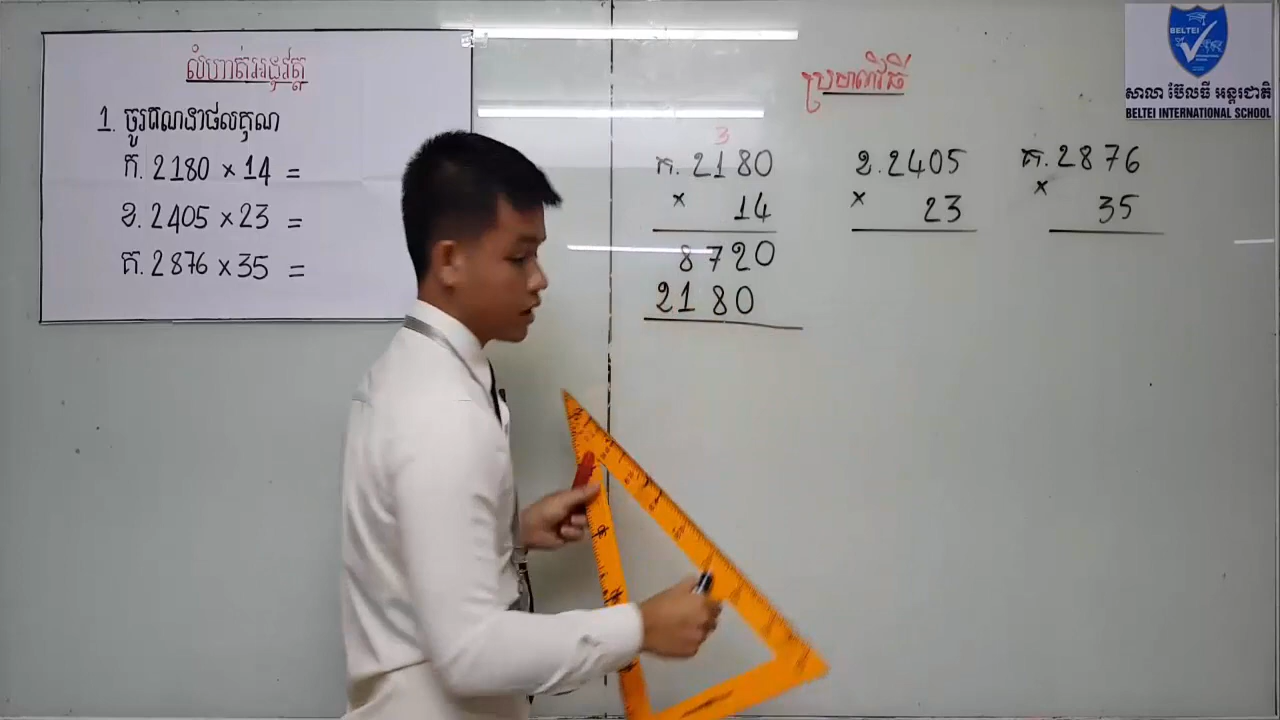 លំហាត់អនុវត្ត
1. ចូរគណនាផលគុណ
ក. 2180 × 14 =
ខ. 2405 × 23 =
គ. 2876 × 35 =
ប្រមាណវិធី
3
ក. 2180
× 14
8720
2180
ខ. 2405
× 23
គ. 2876
× 35
BELTEI
សាលា ប៊ែលធី អន្តរជាតិ
BELTEI INTERNATIONAL SCHOOL